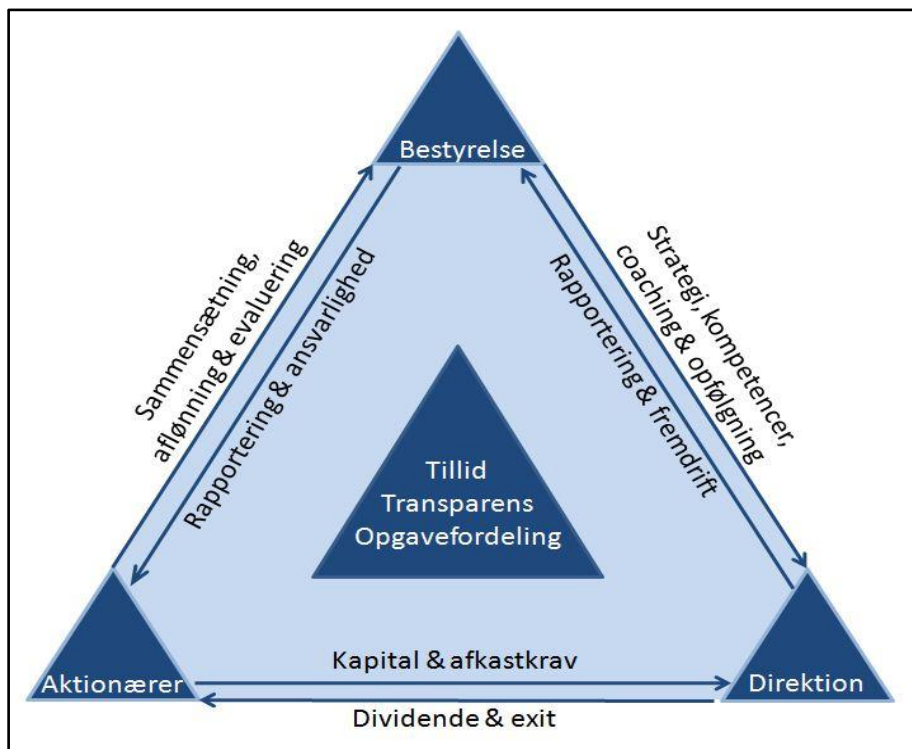 Bestyrelse
Sammensætning,
aflønning & evaluering
Rapportering & ansvarlighed
Rapportering & fremdrift
Strategi, kompetencer,
coaching & opfølgning
Tillid
Transparens
Opgavefordeling
Aktionærer
Kapital & afkastkrav
Dividende & exit
Direktion